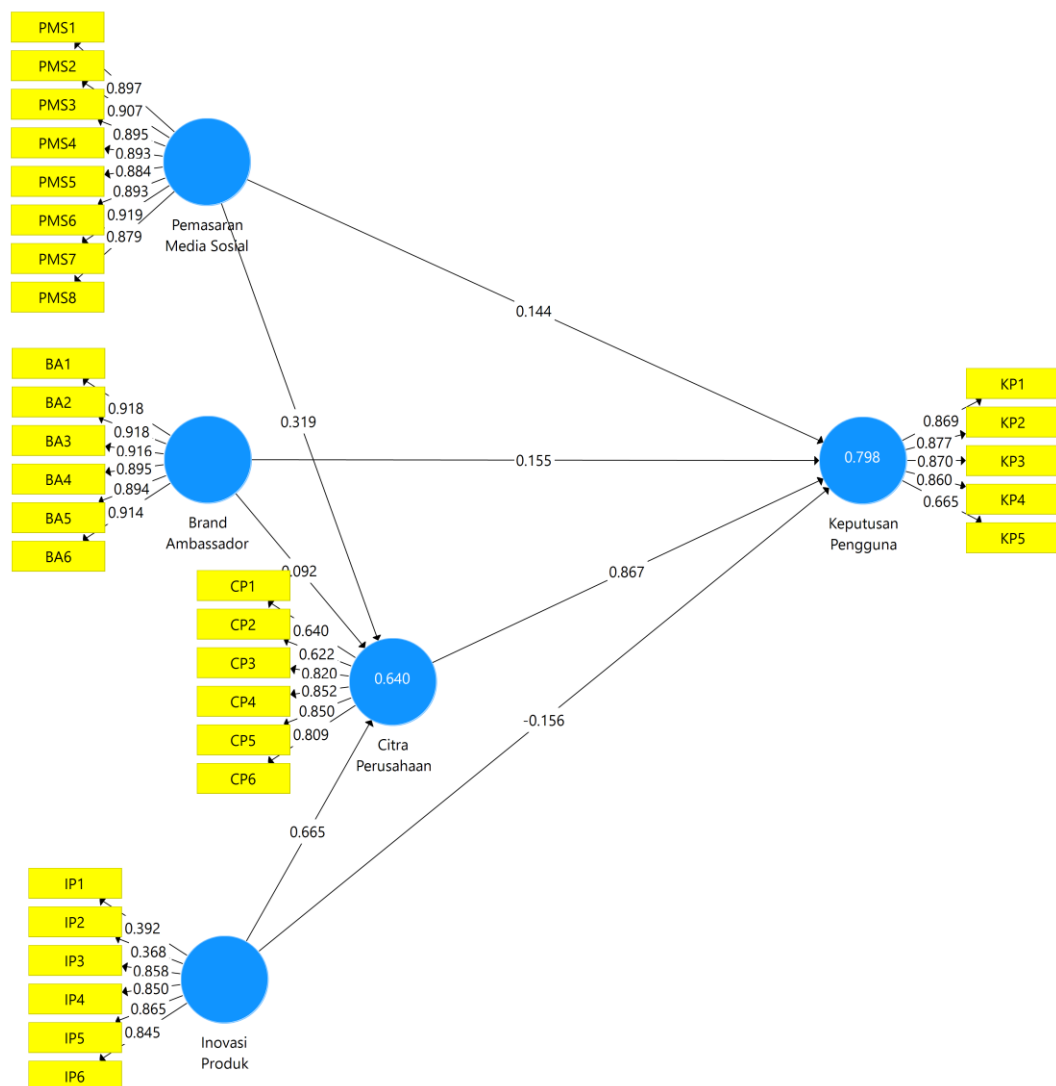 PMS1
PMS2
PMS3
PMS4
PMS5
PMS6
PMS7
PMS8
0.897
0.907
0.895
0.893
0.884
0.893
0.919
0.879
Pemasaran
Media Sosial
0.144
0.319
BA1
BA2
BA3
BA4
BA5
BA6
0.918
0.918
0.916
0.895
0.894
0.914
Brand
Ambassador
0.155
0.092
CP1
CP2
CP3
CP4
CP5
CP6
0.640
0.622
0.820
0.852
0.850
0.809
0.640
Citra
Perusahaan
0.867
-0.156
0.665
IP1
IP2
IP3
IP4
IP5
IP6
0.392
0.368
0.858
0.850
0.865
0.845
Inovasi
Produk
0.798
Keputusan
Pengguna
0.869
0.877
0.870
0.860
0.665
KP1
KP2
KP3
KP4
KP5